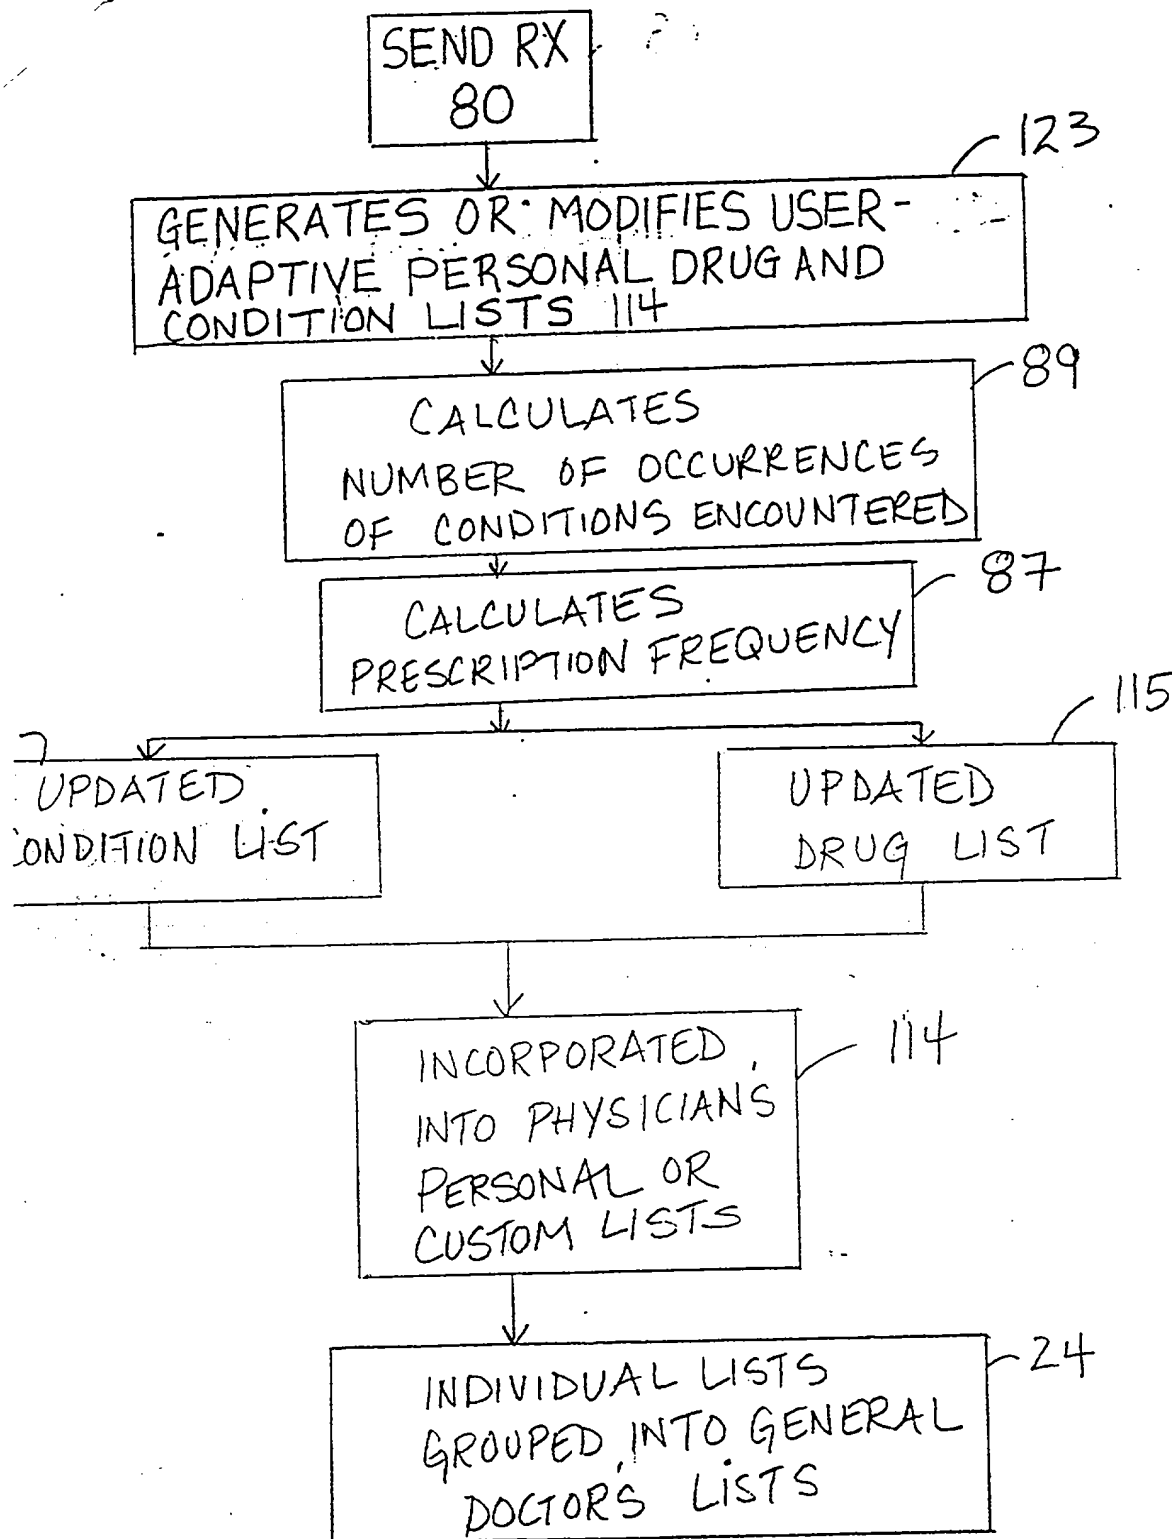 SEND RX
80
123
GENERATES OR MODIFIES USER-
ADAPTIVE PERSONAL DRUG AND
CONDITION LISTS 114
89
CALCULATES
NUMBER OF OCCURRENCES
OF CONDITIONS ENCOUNTERED
87
CALCULATES
PRESCRIPTION FREQUENCY
115
UPDATED
ONDITION LIST
UPDATED
DRUG LIST
114
INCORPORATED
INTO PHYSICIAN'S
PERSONAL OR
CUSTOM LISTS
24
INDIVIDUAL LISTS
GROUPED INTO GENERAL
DOCTOR'S LISTS